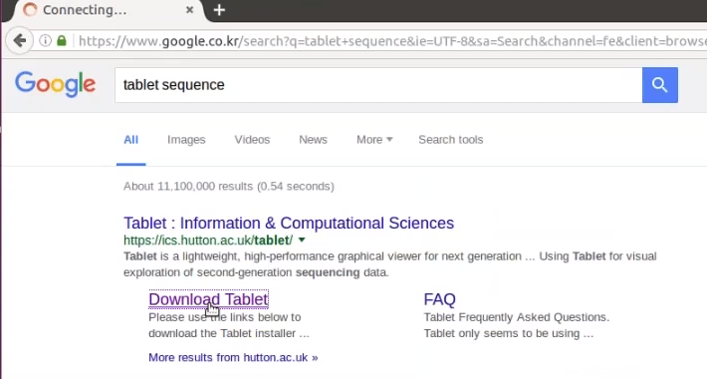 Connecting...
https://www.google.co.kr/search?q=tablet+sequence&ie=UTF-8&sa=Search&channel=fe&client=browse
Google
tablet sequence
All Images Videos News More Search tools
About 11,100,000 results (0.54 seconds)
Tablet : Information & Computational Sciences
https://ics.hutton.ac.uk/tablet/
Tablet is a lightweight, high-performance graphical viewer for next generation ... Using Tablet for visual
exploration of second-generation sequencing data.
Download Tablet
Please use the links below to
download the Tablet installer ...
FAQ
Tablet Frequently Asked Questions.
Tablet only seems to be using ...
More results from hutton.ac.uk »